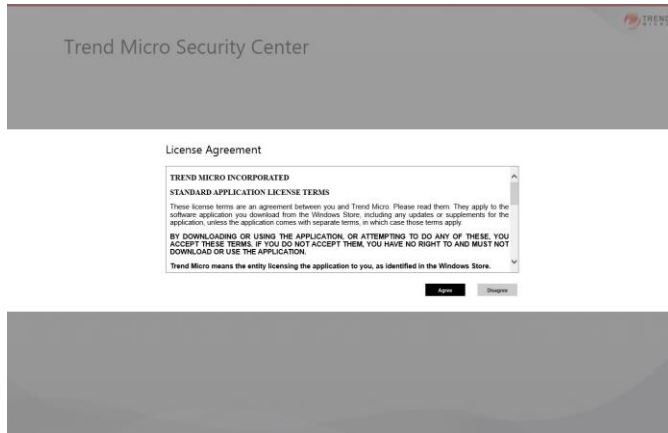 TREND
MICRO
Trend Micro Security Center
License Agreement
TREND MICRO INCORPORATED
STANDARD APPLICATION LICENSE TERMS
These license terms are an agreement between you and Trend Micro. Please read them. They apply to the
software application you download from the Windows Store, including any updates or supplements for the
application, unless the application comes with separate terms, in which case those terms apply.
BY DOWNLOADING OR USING THE APPLICATION, OR ATTEMPTING TO DO ANY OF THESE, YOU
ACCEPT THESE TERMS. IF YOU DO NOT ACCEPT THEM, YOU HAVE NO RIGHT TO AND MUST NOT
DOWNLOAD OR USE THE APPLICATION.
Trend Micro means the entity licensing the application to you, as identified in the Windows Store.
Agree Disagree